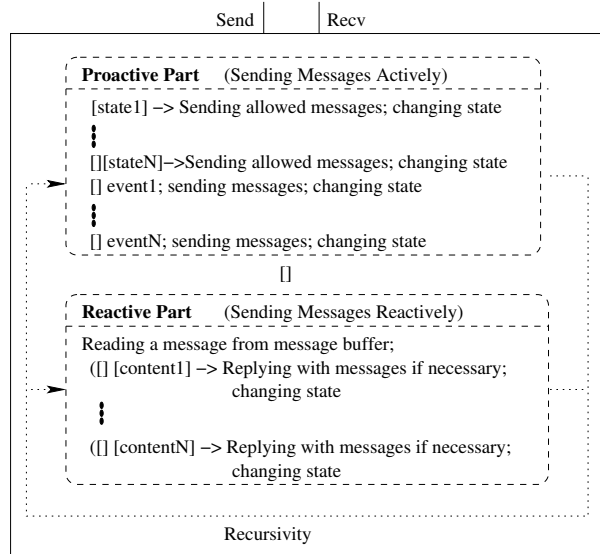 Send Recv
Proactive Part (Sending Messages Actively)
[state1] −> Sending allowed messages; changing state
[][stateN]−>Sending allowed messages; changing state
[] event1; sending messages; changing state
[] eventN; sending messages; changing state
[]
Reactive Part (Sending Messages Reactively)
Reading a message from message buffer;
([] [content1] −> Replying with messages if necessary;
changing state
([] [contentN] −> Replying with messages if necessary;
changing state
Recursivity